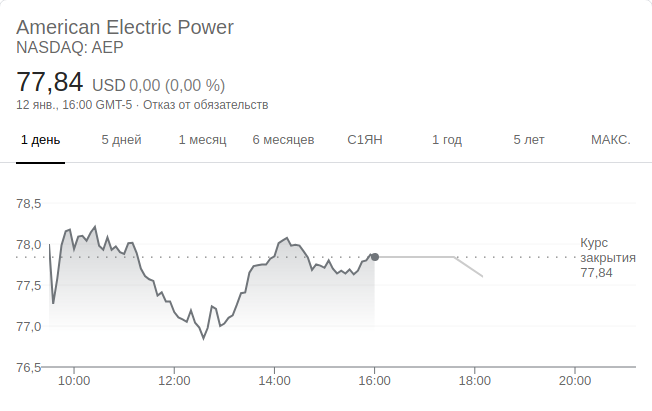 American Electric Power
NASDAQ: AEP
77,84 USD 0,00 (0,00 %)
12 янв., 16:00 GMT-5 · Отказ от обязательств
1 день 5 дней 1 месяц 6 месяцев С1ЯН 1 год 5 лет МАКС.
78,5
78,0
77,5
77,0
76,5
Курс
закрытия
77,84
10:00 12:00 14:00 16:00 18:00 20:00